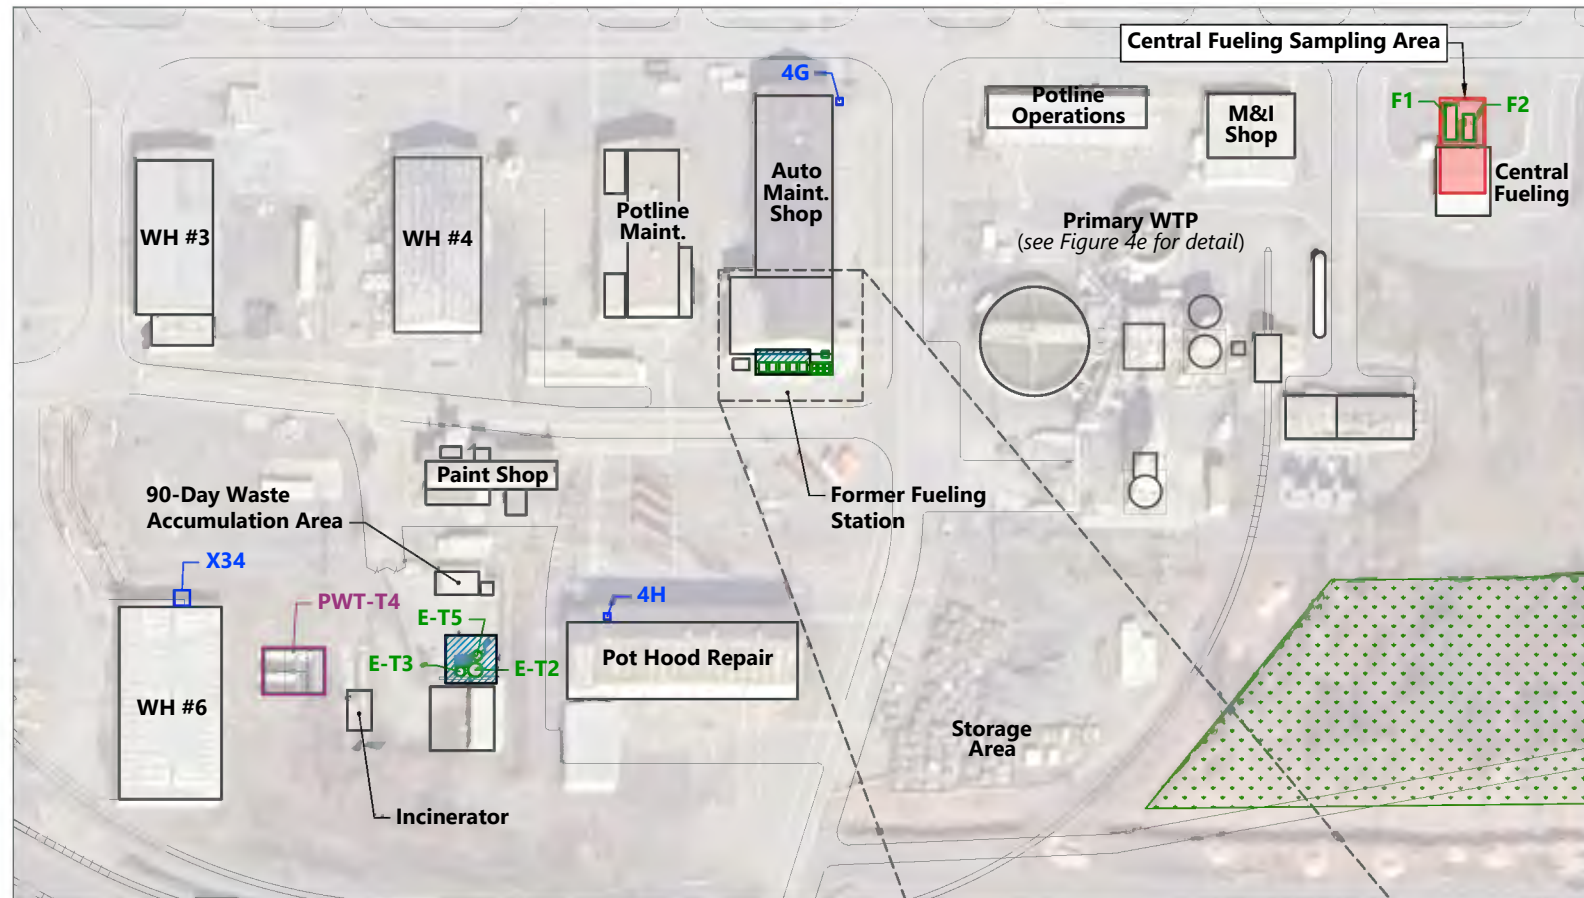 Central Fueling Sampling Area
4G
F1
F2
Potline
Operations
M&I
Shop
Auto
Maint.
Shop
Central
Fueling
Potline
Maint.
WH #3
WH #4
Primary WTP
(see Figure 4e for detail)
Paint Shop
90-Day Waste
Accumulation Area
Former Fueling
Station
X34
PWT-T4
4H
E-T5
E-T3
E-T2
Pot Hood Repair
WH #6
Storage
Area
Incinerator